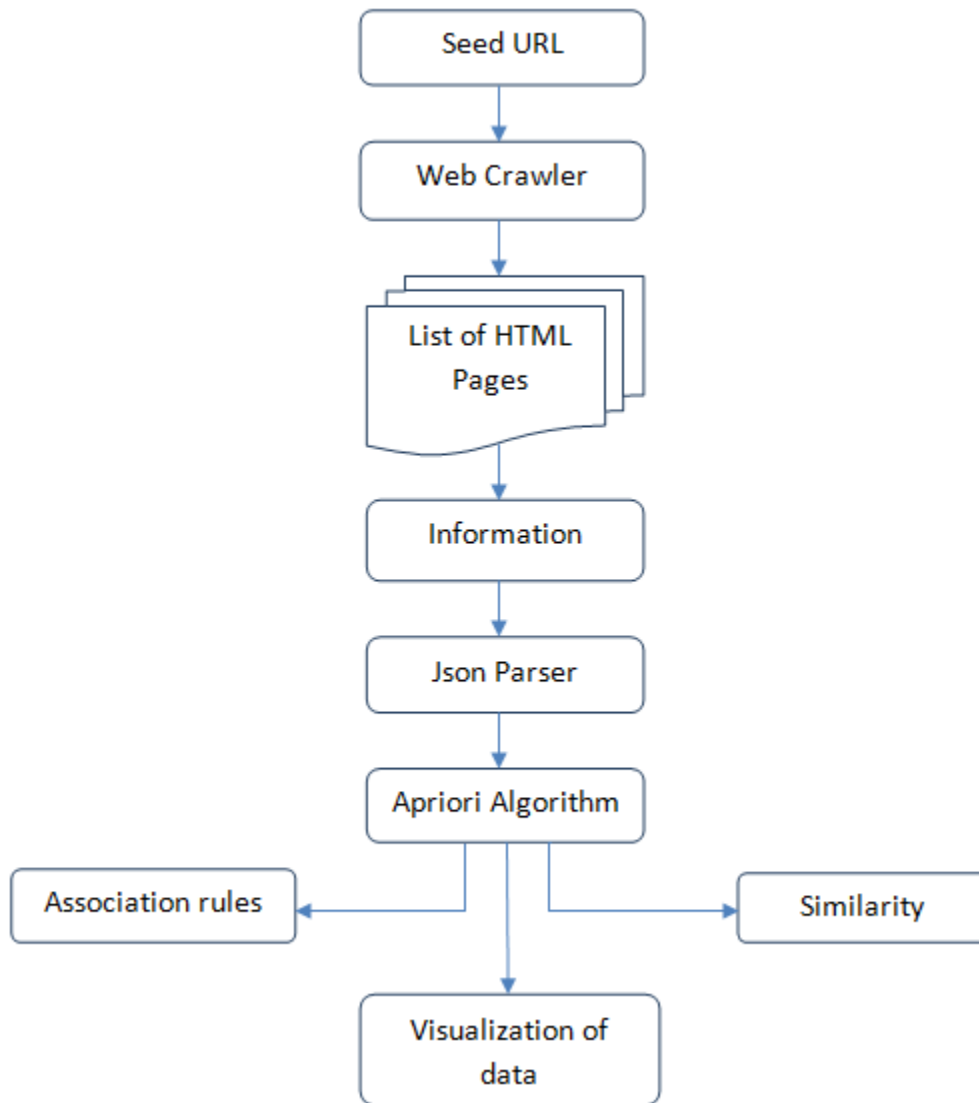 Seed URL
Web Crawler
List of HTML
Pages
Information
Json Parser
Apriori Algorithm
Association rules
Similarity
Visualization of
data